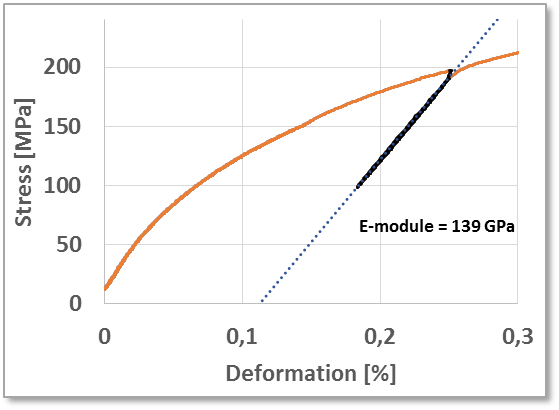 Stress [MPa]
200
150
100
50
0
E-module = 139 GPa
0 0,1 0,2 0,3
Deformation [%]